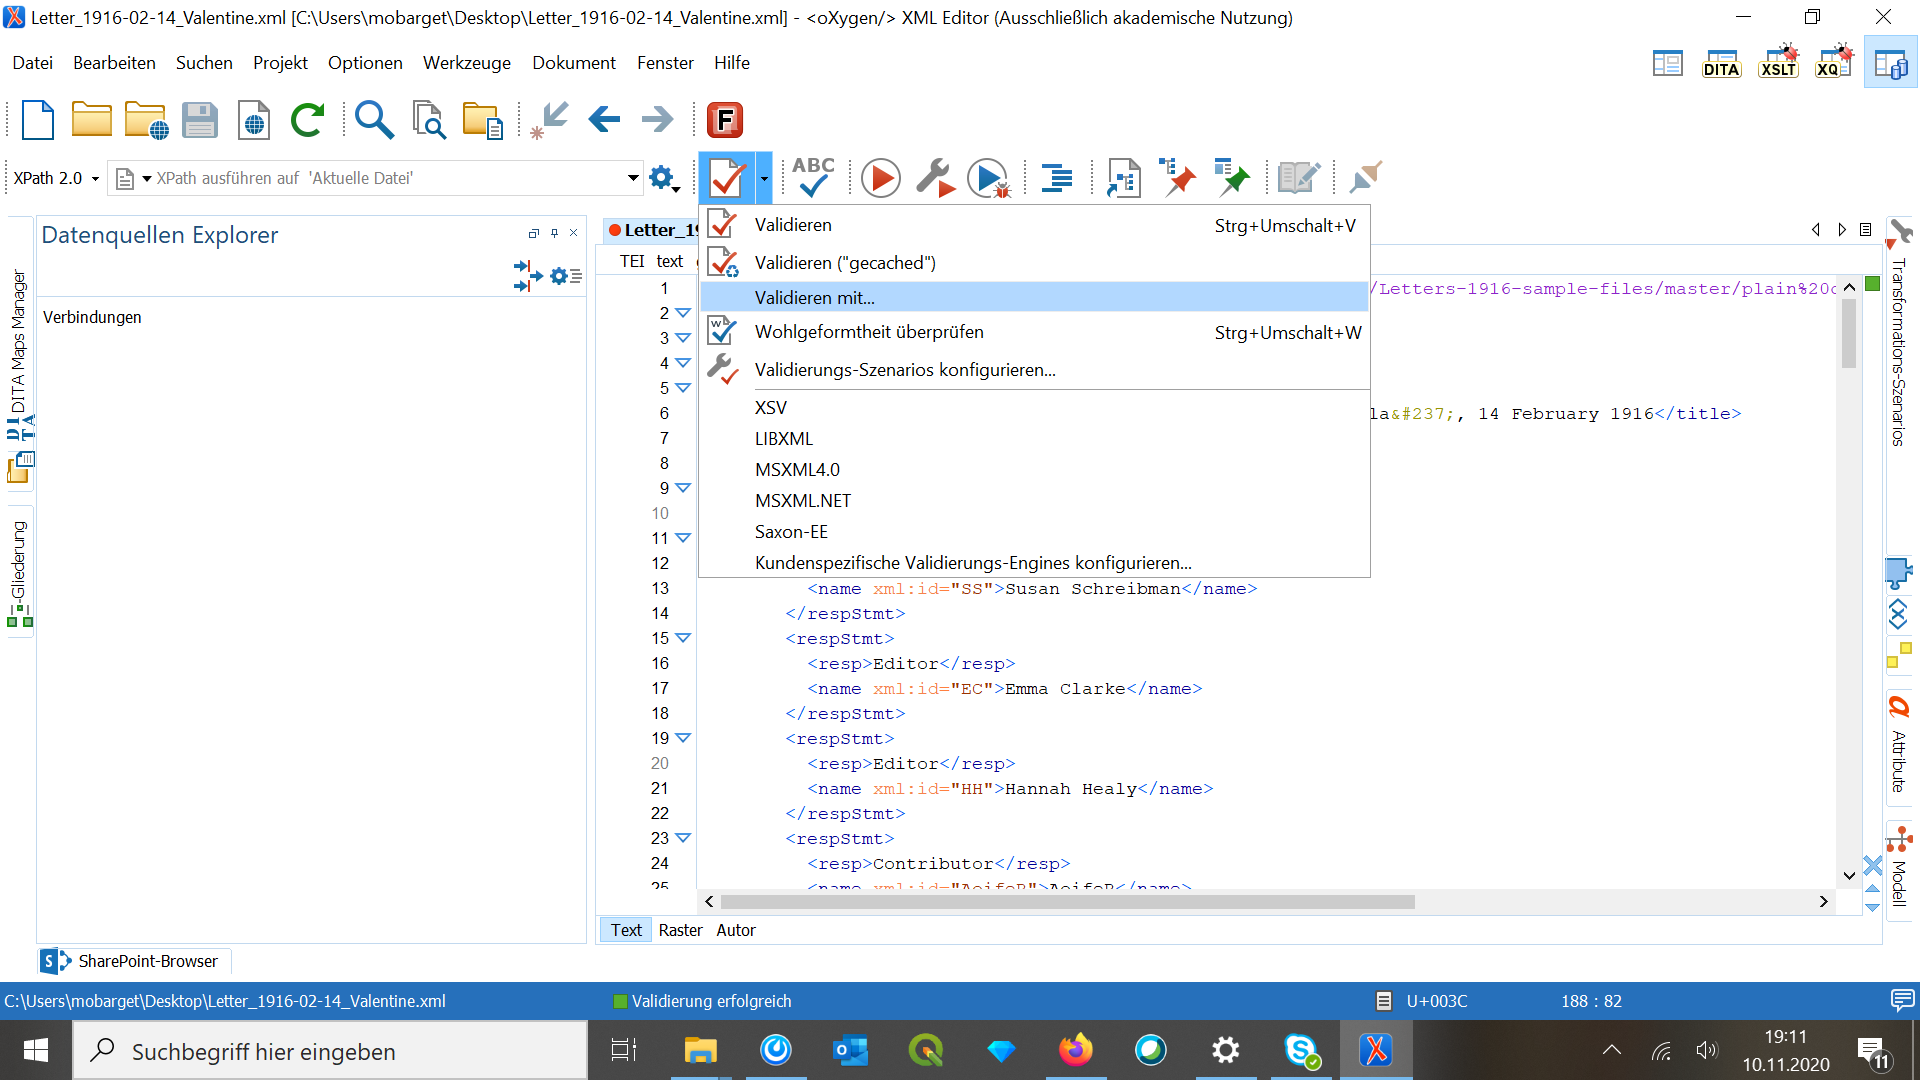 Letter_1916-02-14_Valentine.xml [C:\Users\mobarget\Desktop\Letter_1916-02-14_Valentine.xml] - <oXygen/> XML Editor (Ausschließlich akademische Nutzung)
Datei Bearbeiten Suchen Projekt Optionen Werkzeuge Dokument Fenster Hilfe
DITA XSLT XQ
F
XPath 2.0 XPath ausführen auf 'Aktuelle Datei'
ABC
Datenquellen Explorer
Verbindungen
DITA Maps Manager
Gliederung
Letter_19
TEI text
Validieren Strg+Umschalt+V
Validieren ("gecached")
Validieren mit...
Wohlgeformtheit überprüfen Strg+Umschalt+W
Validierungs-Szenarios konfigurieren...
XSV
LIBXML
MSXML4.0
MSXML.NET
Saxon-EE
Kundenspezifische Validierungs-Engines konfigurieren...
1 /Letters-1916-sample-files/master/plain%20
2
3
4
5
6 la&#237;, 14 February 1916</title>
7
8
9
10
11
12
13 <name xml:id="SS">Susan Schreibman</name>
14 </respStmt>
15 <respStmt>
16 <resp>Editor</resp>
17 <name xml:id="EC">Emma Clarke</name>
18 </respStmt>
19 <respStmt>
20 <resp>Editor</resp>
21 <name xml:id="HH">Hannah Healy</name>
22 </respStmt>
23 <respStmt>
24 <resp>Contributor</resp>
25 <name xml:id="AoifeB">AoifeB</name>
Text Raster Autor
Transformations-Szenarios
Attribute
Modell
SharePoint-Browser
C:\Users\mobarget\Desktop\Letter_1916-02-14_Valentine.xml Validierung erfolgreich U+003C 188 : 82
Suchbegriff hier eingeben
19:11
10.11.2020
11